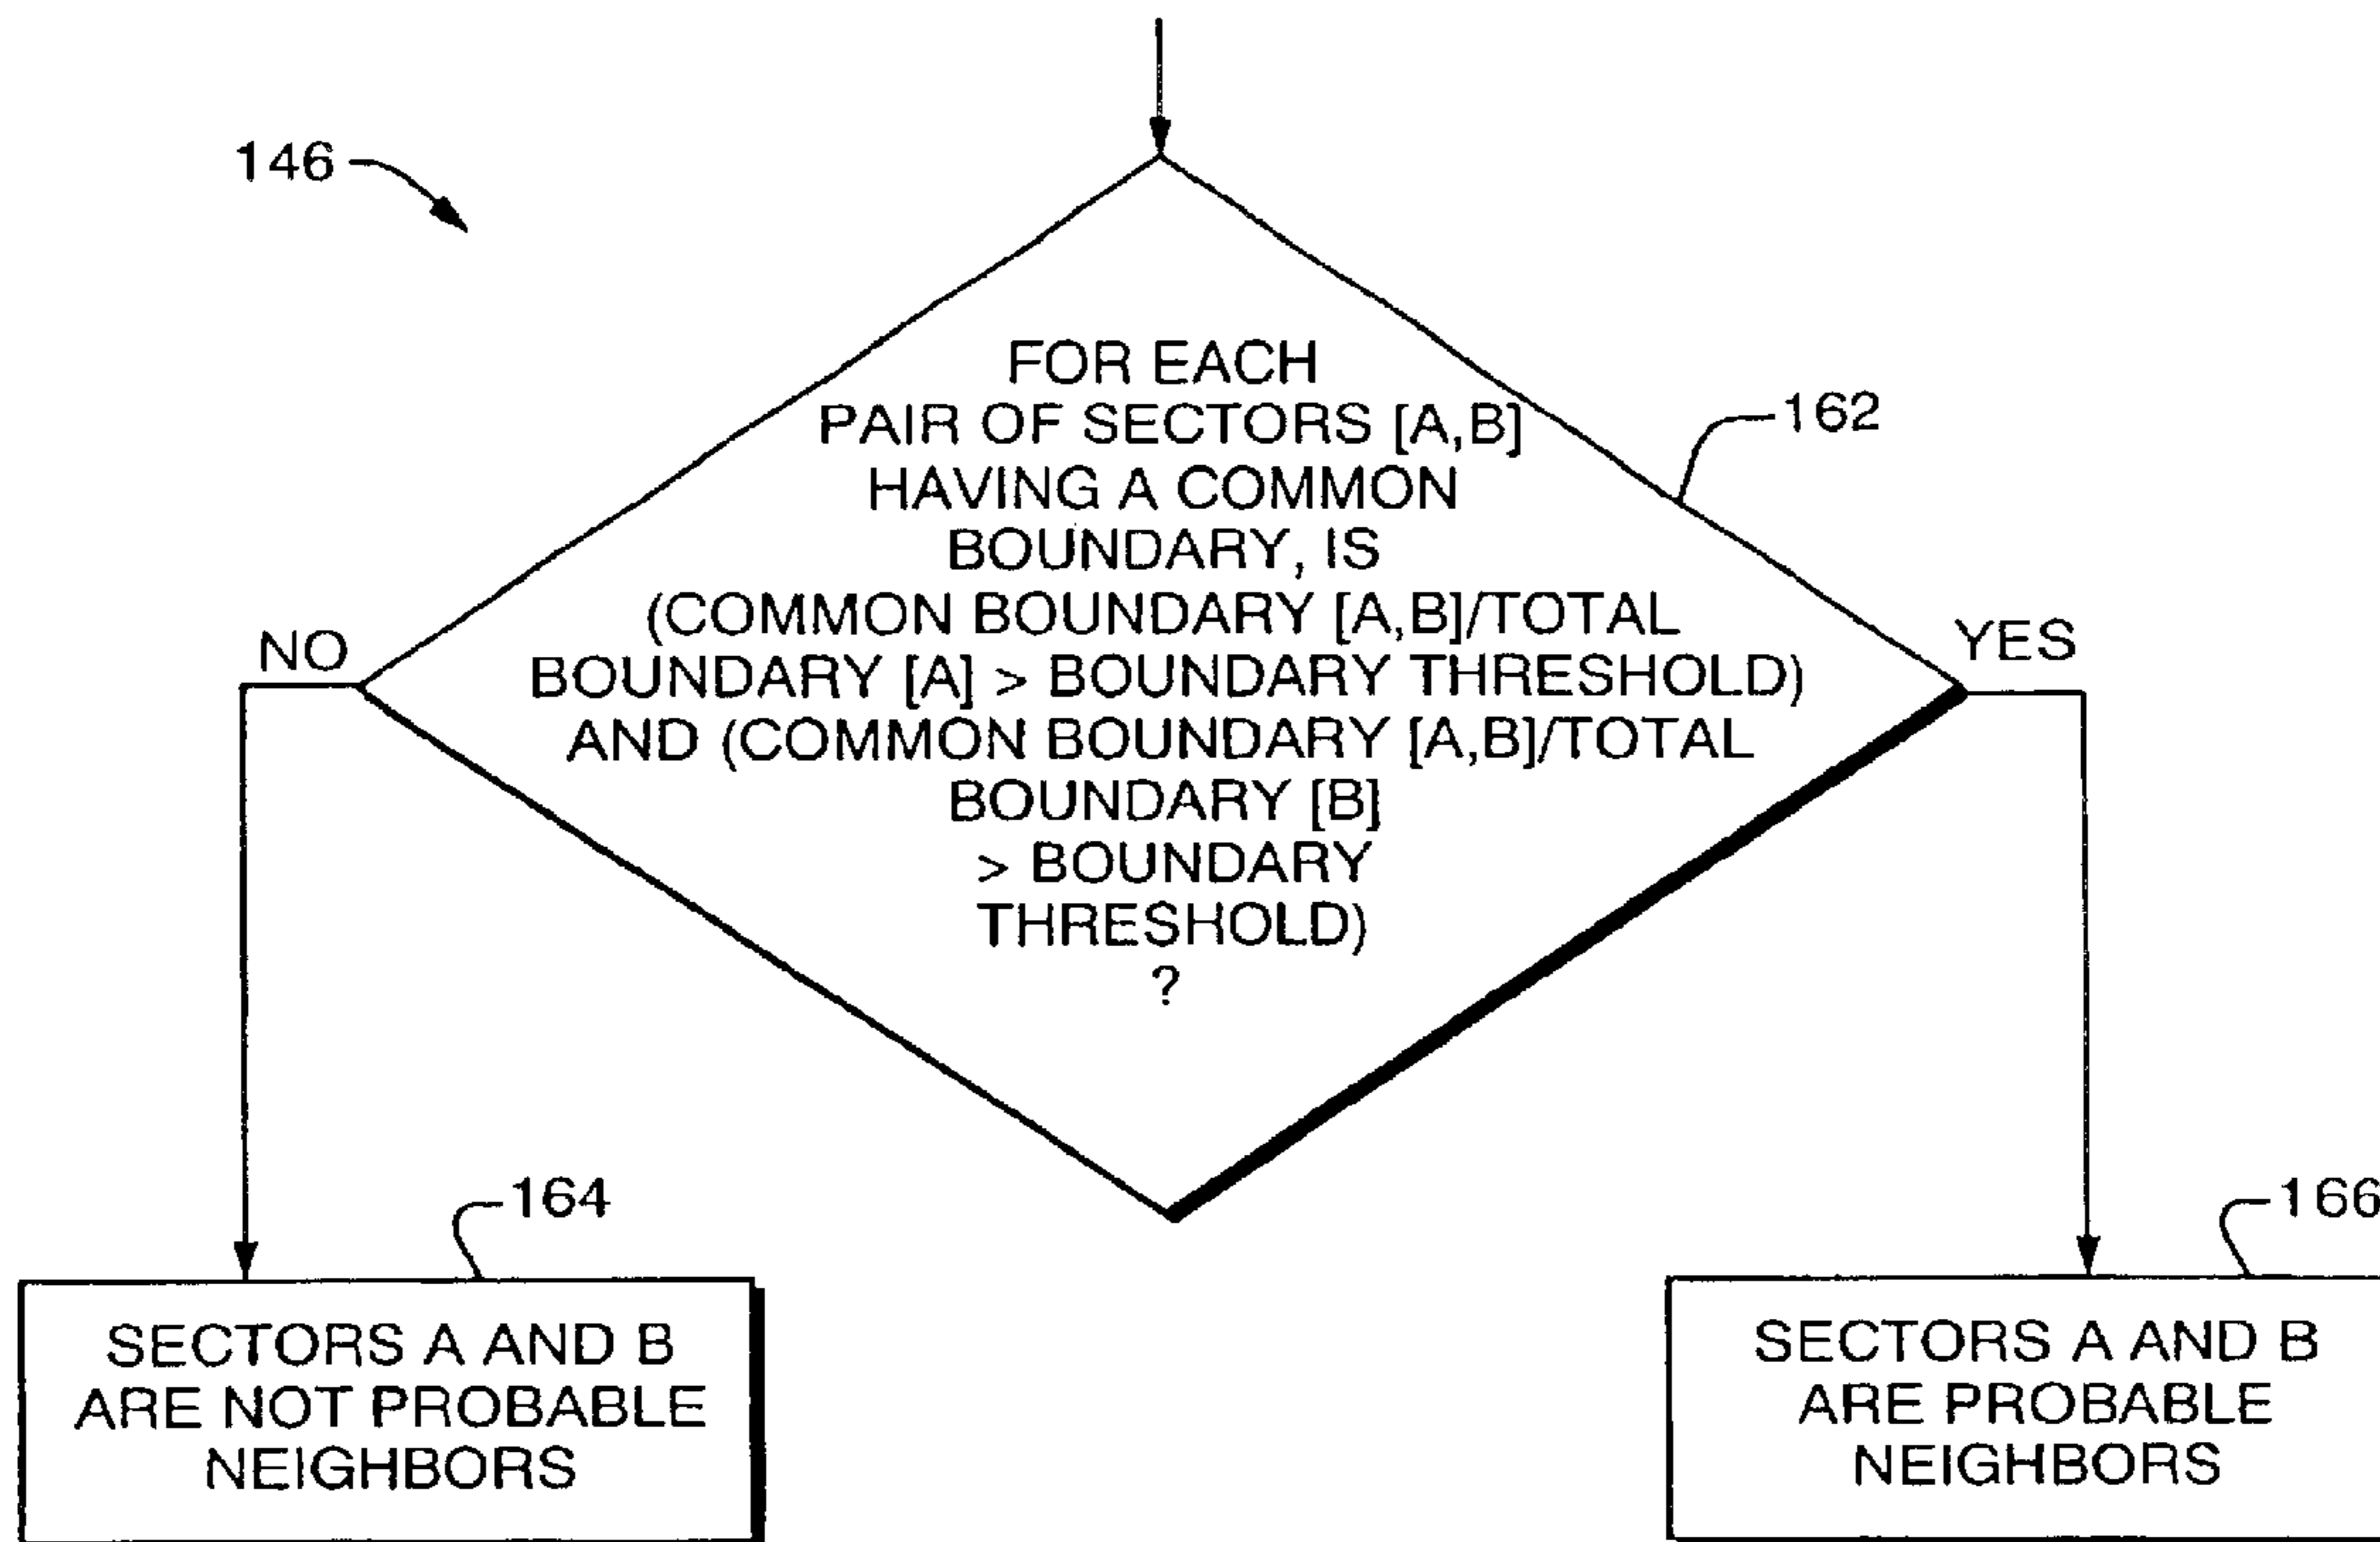 146
FOR EACH
PAIR OF SECTORS [A,B]
HAVING A COMMON
BOUNDARY, IS
(COMMON BOUNDARY [A,B]/TOTAL
BOUNDARY [A] > BOUNDARY THRESHOLD)
AND (COMMON BOUNDARY [A,B]/TOTAL
BOUNDARY [B]
> BOUNDARY
THRESHOLD)
?
162
NO
YES
164
SECTORS A AND B
ARE NOT PROBABLE
NEIGHBORS
166
SECTORS A AND B
ARE PROBABLE
NEIGHBORS